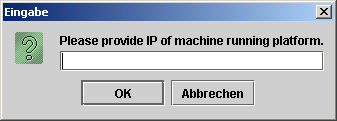 Eingabe
Please provide IP of machine running platform.
OK
Abbrechen